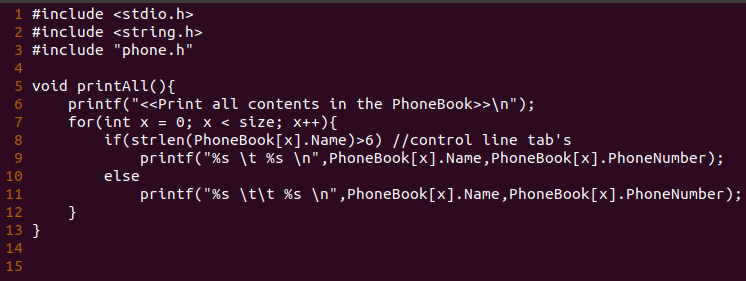 1 #include <stdio.h>
2 #include <string.h>
3 #include "phone.h"
4
5 void printAll(){
6     printf("<<Print all contents in the PhoneBook>>\n");
7     for(int x = 0; x < size; x++){
8         if(strlen(PhoneBook[x].Name)>6) //control line tab's
9             printf("%s \t %s \n",PhoneBook[x].Name,PhoneBook[x].PhoneNumber);
10         else
11             printf("%s \t\t %s \n",PhoneBook[x].Name,PhoneBook[x].PhoneNumber);
12     }
13 }
14
15